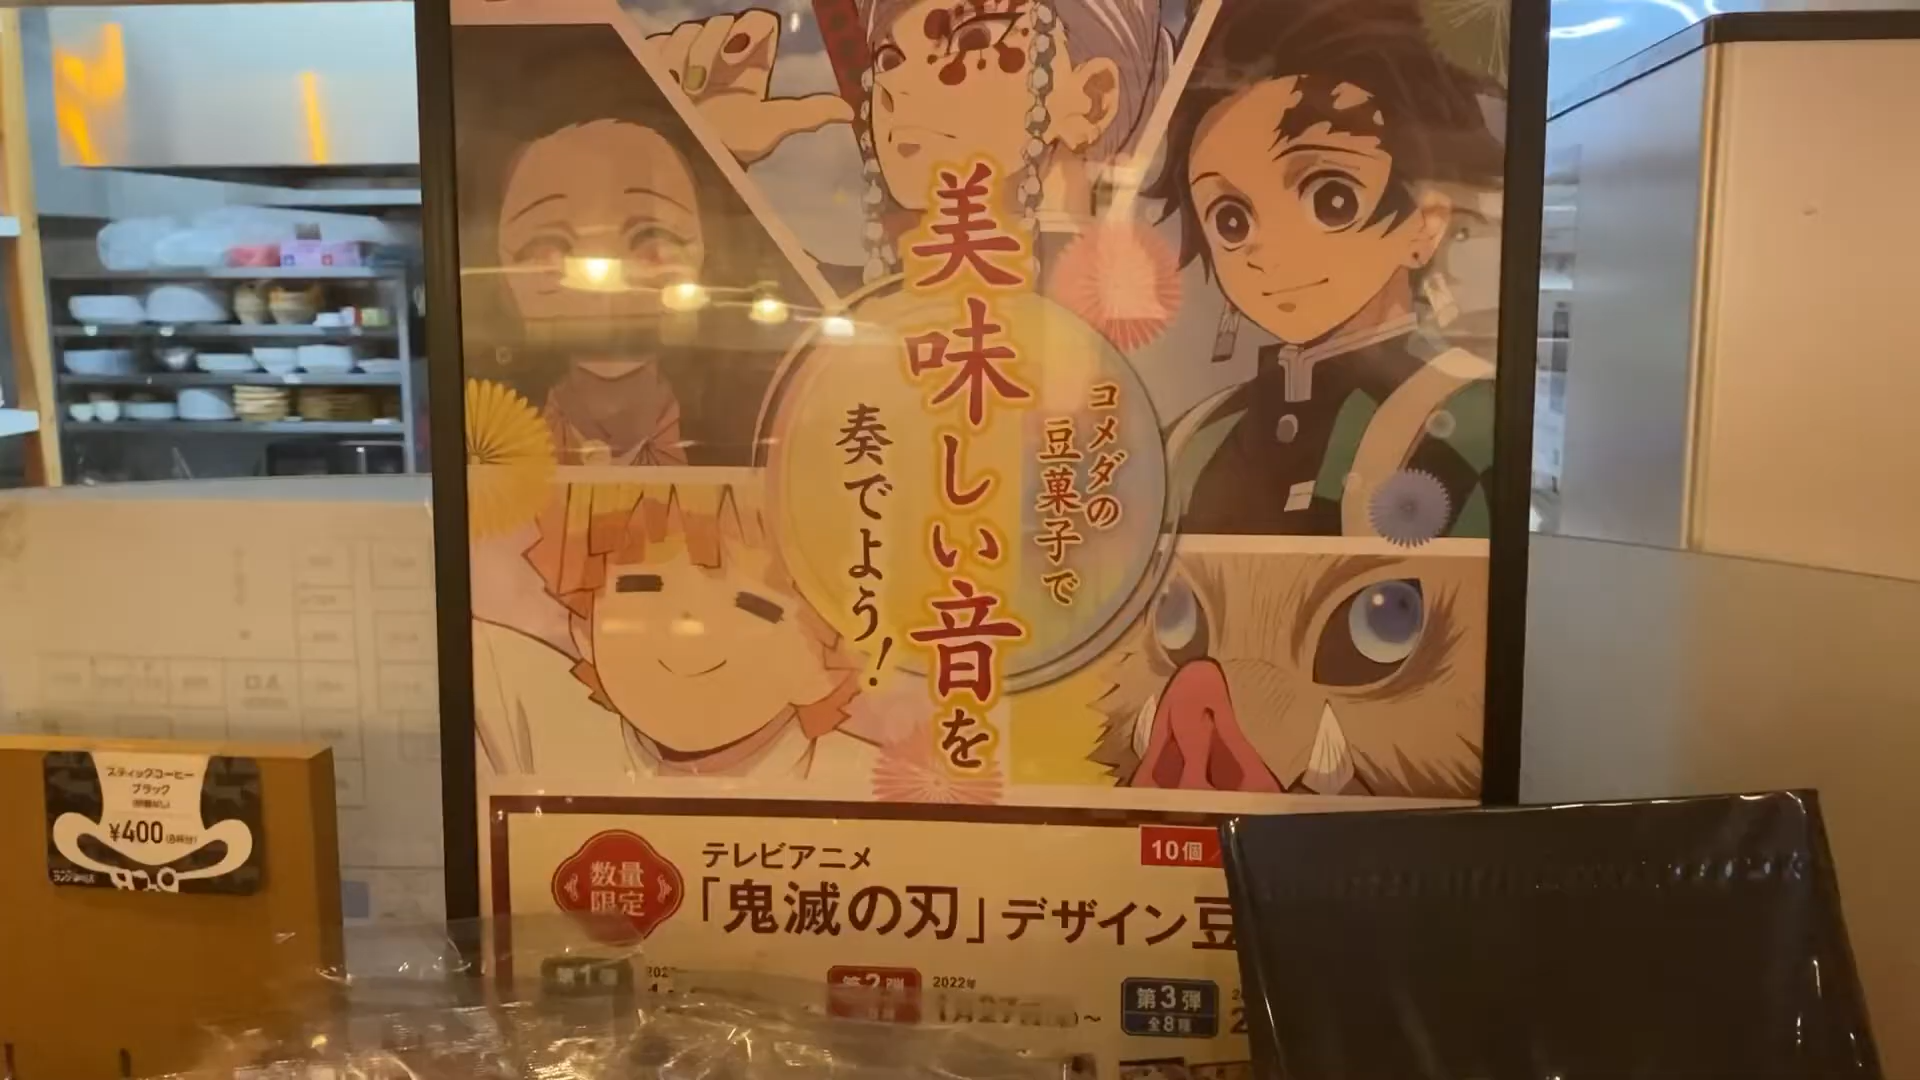 コメダの
豆菓子で
美味しい音を
奏でよう!
スティックコーヒー
ブラック
¥400(8杯分)
数量
限定
テレビアニメ
「鬼滅の刃」デザイン豆
10個
第1弾
第2弾
2022年
1月27日
第3弾
全8種